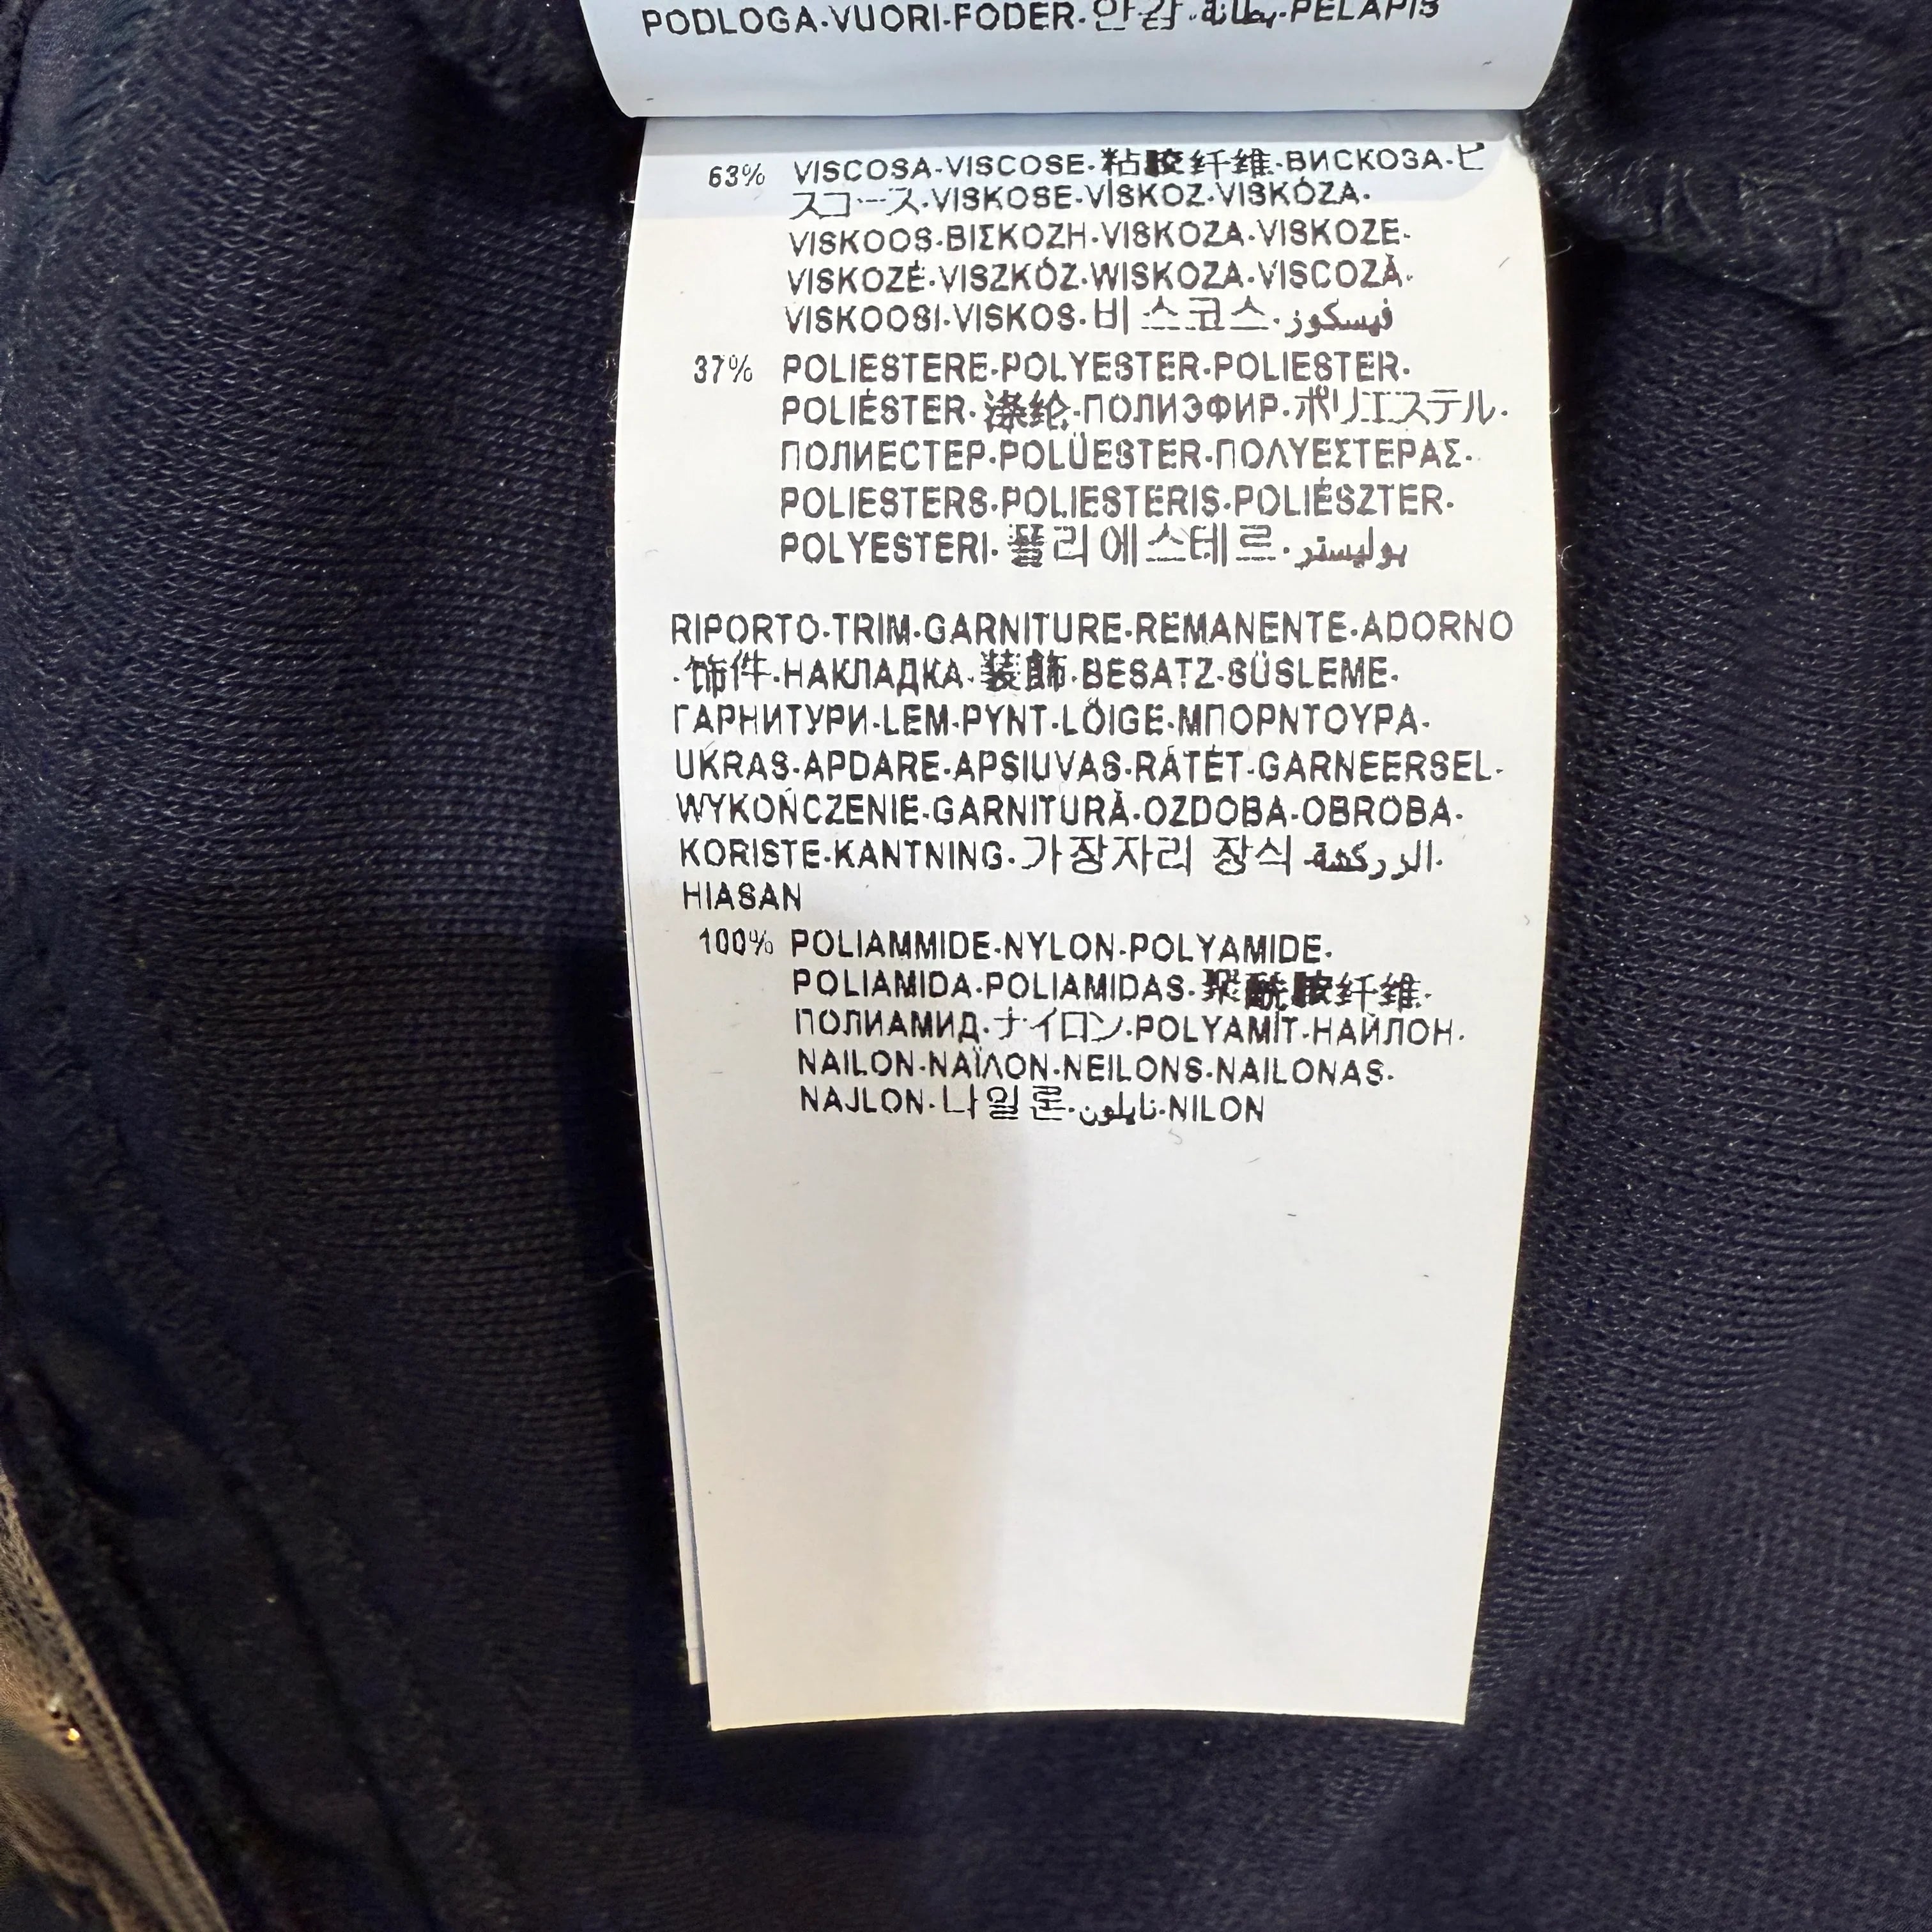 PODLOGA·VUORI·FODER·안감·بطانة·PELAPIS
63% VISCOSA·VISCOSE·粘胶纤维·ВИСКОЗА·ビ
スコース·VISKOSE·VİSKOZ·VISKÓZA·
VISKOOS·ΒΙΣΚΟΖΗ·VISKOZA·VISKOZE·
VISKOZĖ·VISZKÓZ·WISKOZA·VISCOZĂ·
VISKOOSI·VISKOS·비스코스·فيسكوز
37% POLIESTERE·POLYESTER·POLIESTER·
POLIÉSTER·涤纶·ПОЛИЭФИР·ポリエステル·
ПОЛИЕСТЕР·POLÜESTER·ΠΟΛΥΕΣΤΕΡΑΣ·
POLIESTERS·POLIESTERIS·POLIÉSZTER·
POLYESTERI·폴리에스테르·بوليستر
RIPORTO·TRIM·GARNITURE·REMANENTE·ADORNO
·饰件·НАКЛАДКА·装飾·BESATZ·SÜSLEME·
ГАРНИТУРИ·LEM·PYNT·LÕIGE·ΜΠΟΡΝΤΟΥΡΑ·
UKRAS·APDARE·APSIUVAS·RÁTÉT·GARNEERSEL·
WYKOŃCZENIE·GARNITURĂ·OZDOBA·OBROBA·
KORISTE·KANTNING·가장자리 장식·الزركشة·
HIASAN
100% POLIAMMIDE·NYLON·POLYAMIDE·
POLIAMIDA·POLIAMIDAS·聚酰胺纤维·
ПОЛИАМИД·ナイロン·POLYAMİT·НАЙЛОН·
NAILON·ΝΑΪΛΟΝ·NEILONS·NAILONAS·
NAJLON·나일론·نايلون·NILON